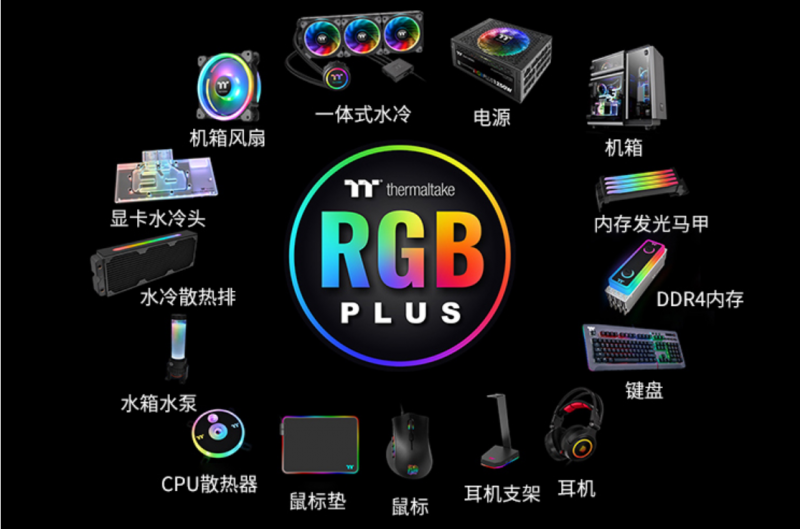 一体式水冷
电源
机箱风扇
机箱
thermaltake
RGB
PLUS
显卡水冷头
内存发光马甲
水冷散热排
DDR4内存
水箱水泵
键盘
CPU散热器
鼠标垫
鼠标
耳机支架
耳机